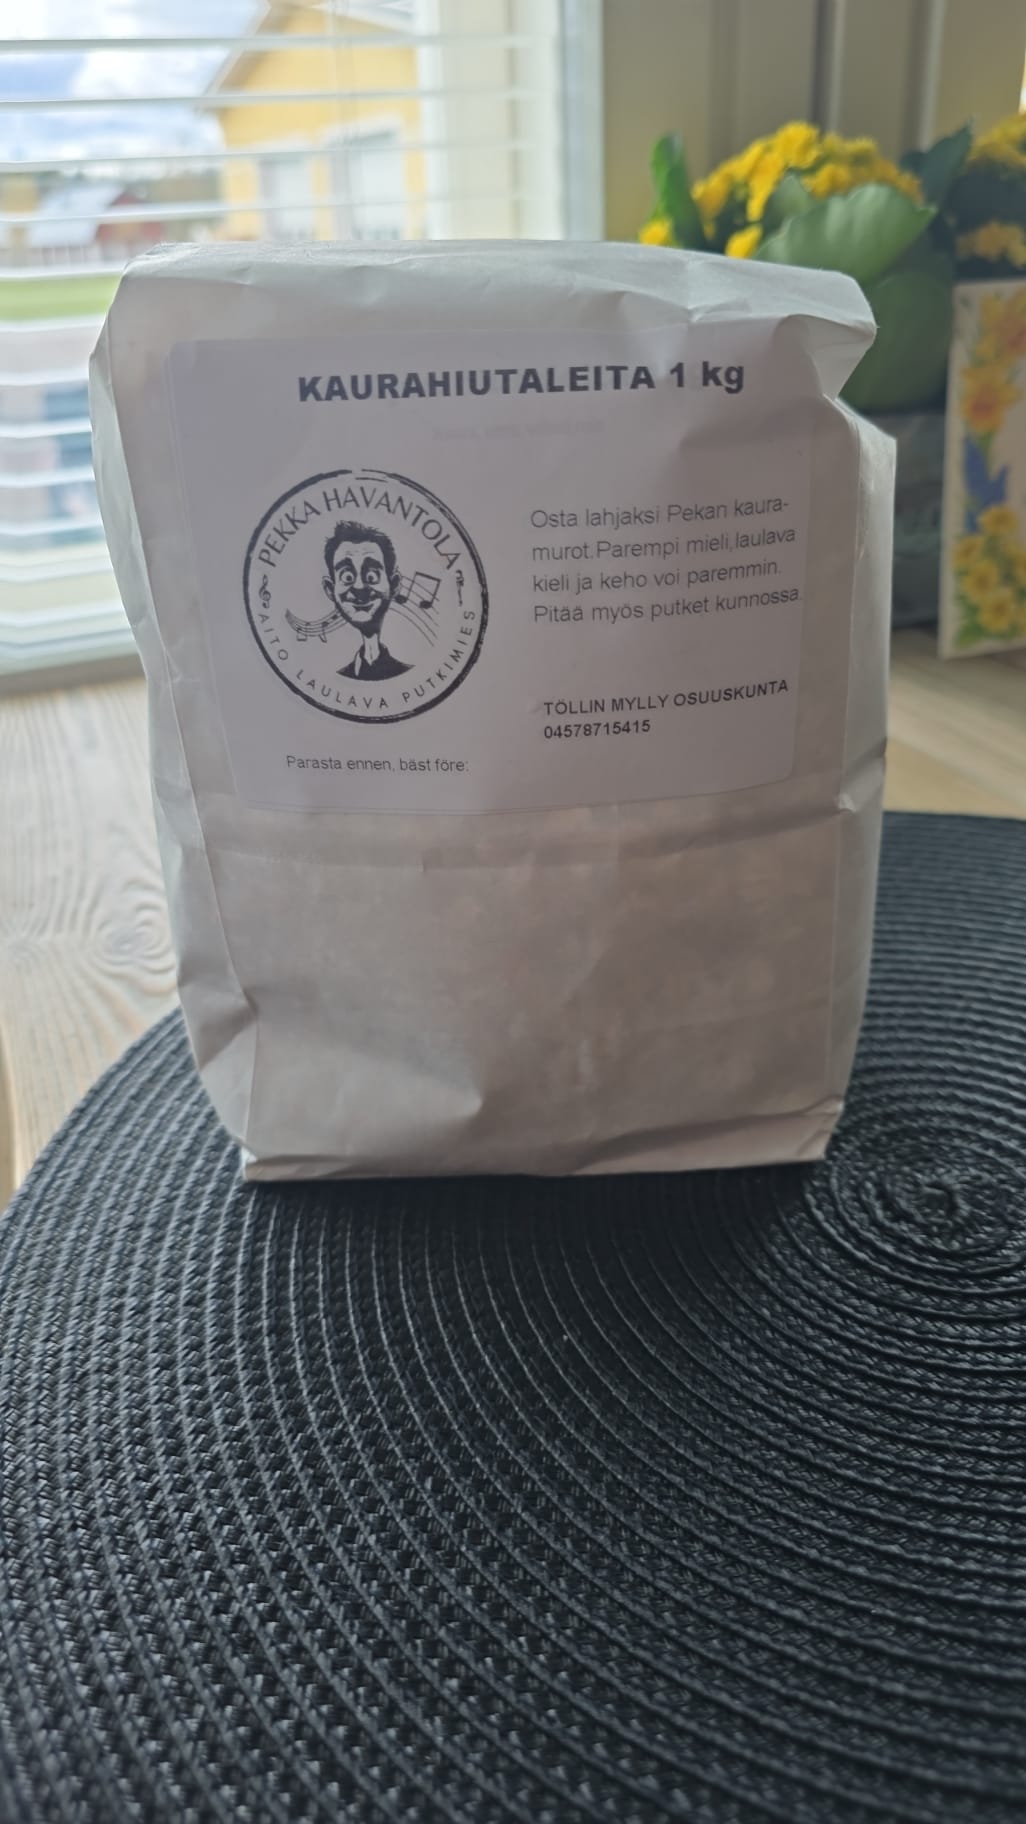 KAURAHIUTALEITA 1 kg
PEKKA HAVANTOLA
AITO LAULAVA PUTKIMIES
Osta lahjaksi Pekan kaura-
murot.Parempi mieli,laulava
kieli ja keho voi paremmin.
Pitää myös putket kunnossa.
TÖLLIN MYLLY OSUUSKUNTA
04578715415
Parasta ennen, bäst före: